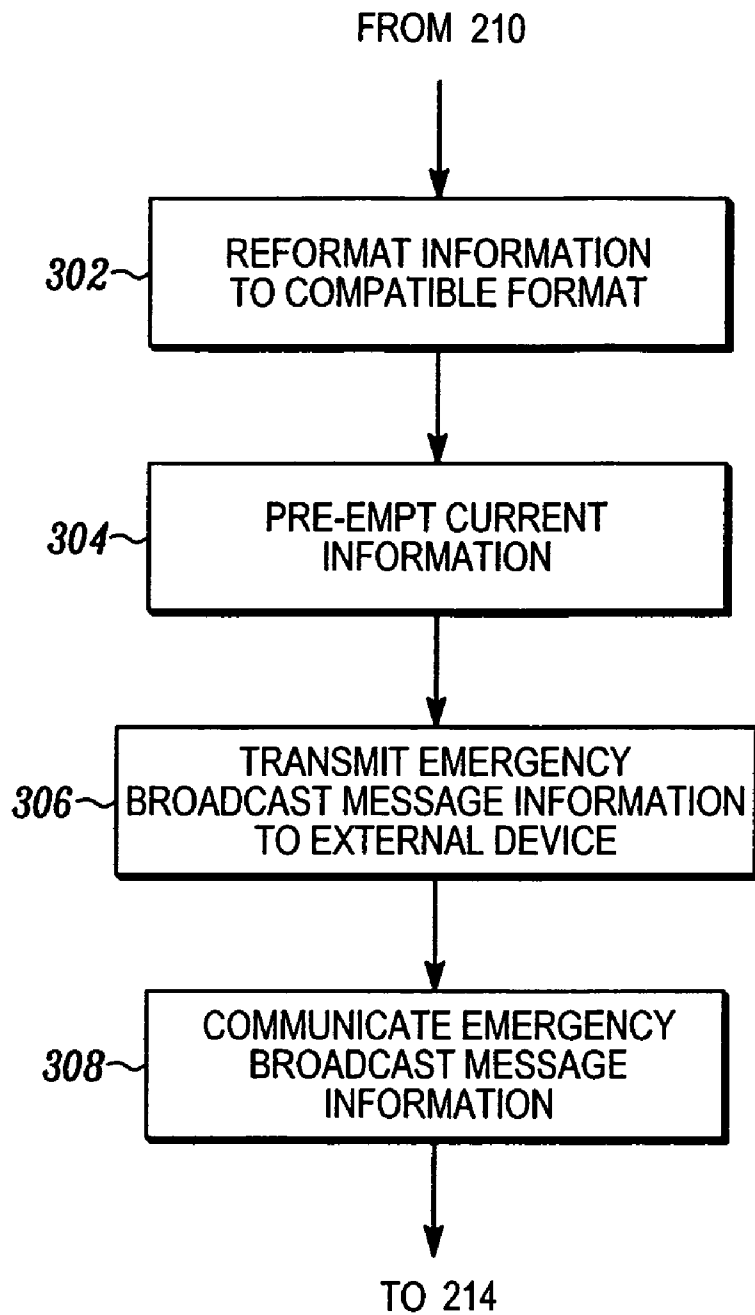 FROM 210
302
REFORMAT INFORMATION
TO COMPATIBLE FORMAT
304
PRE-EMPT CURRENT
INFORMATION
306
TRANSMIT EMERGENCY
BROADCAST MESSAGE INFORMATION
TO EXTERNAL DEVICE
308
COMMUNICATE EMERGENCY
BROADCAST MESSAGE
INFORMATION
TO 214